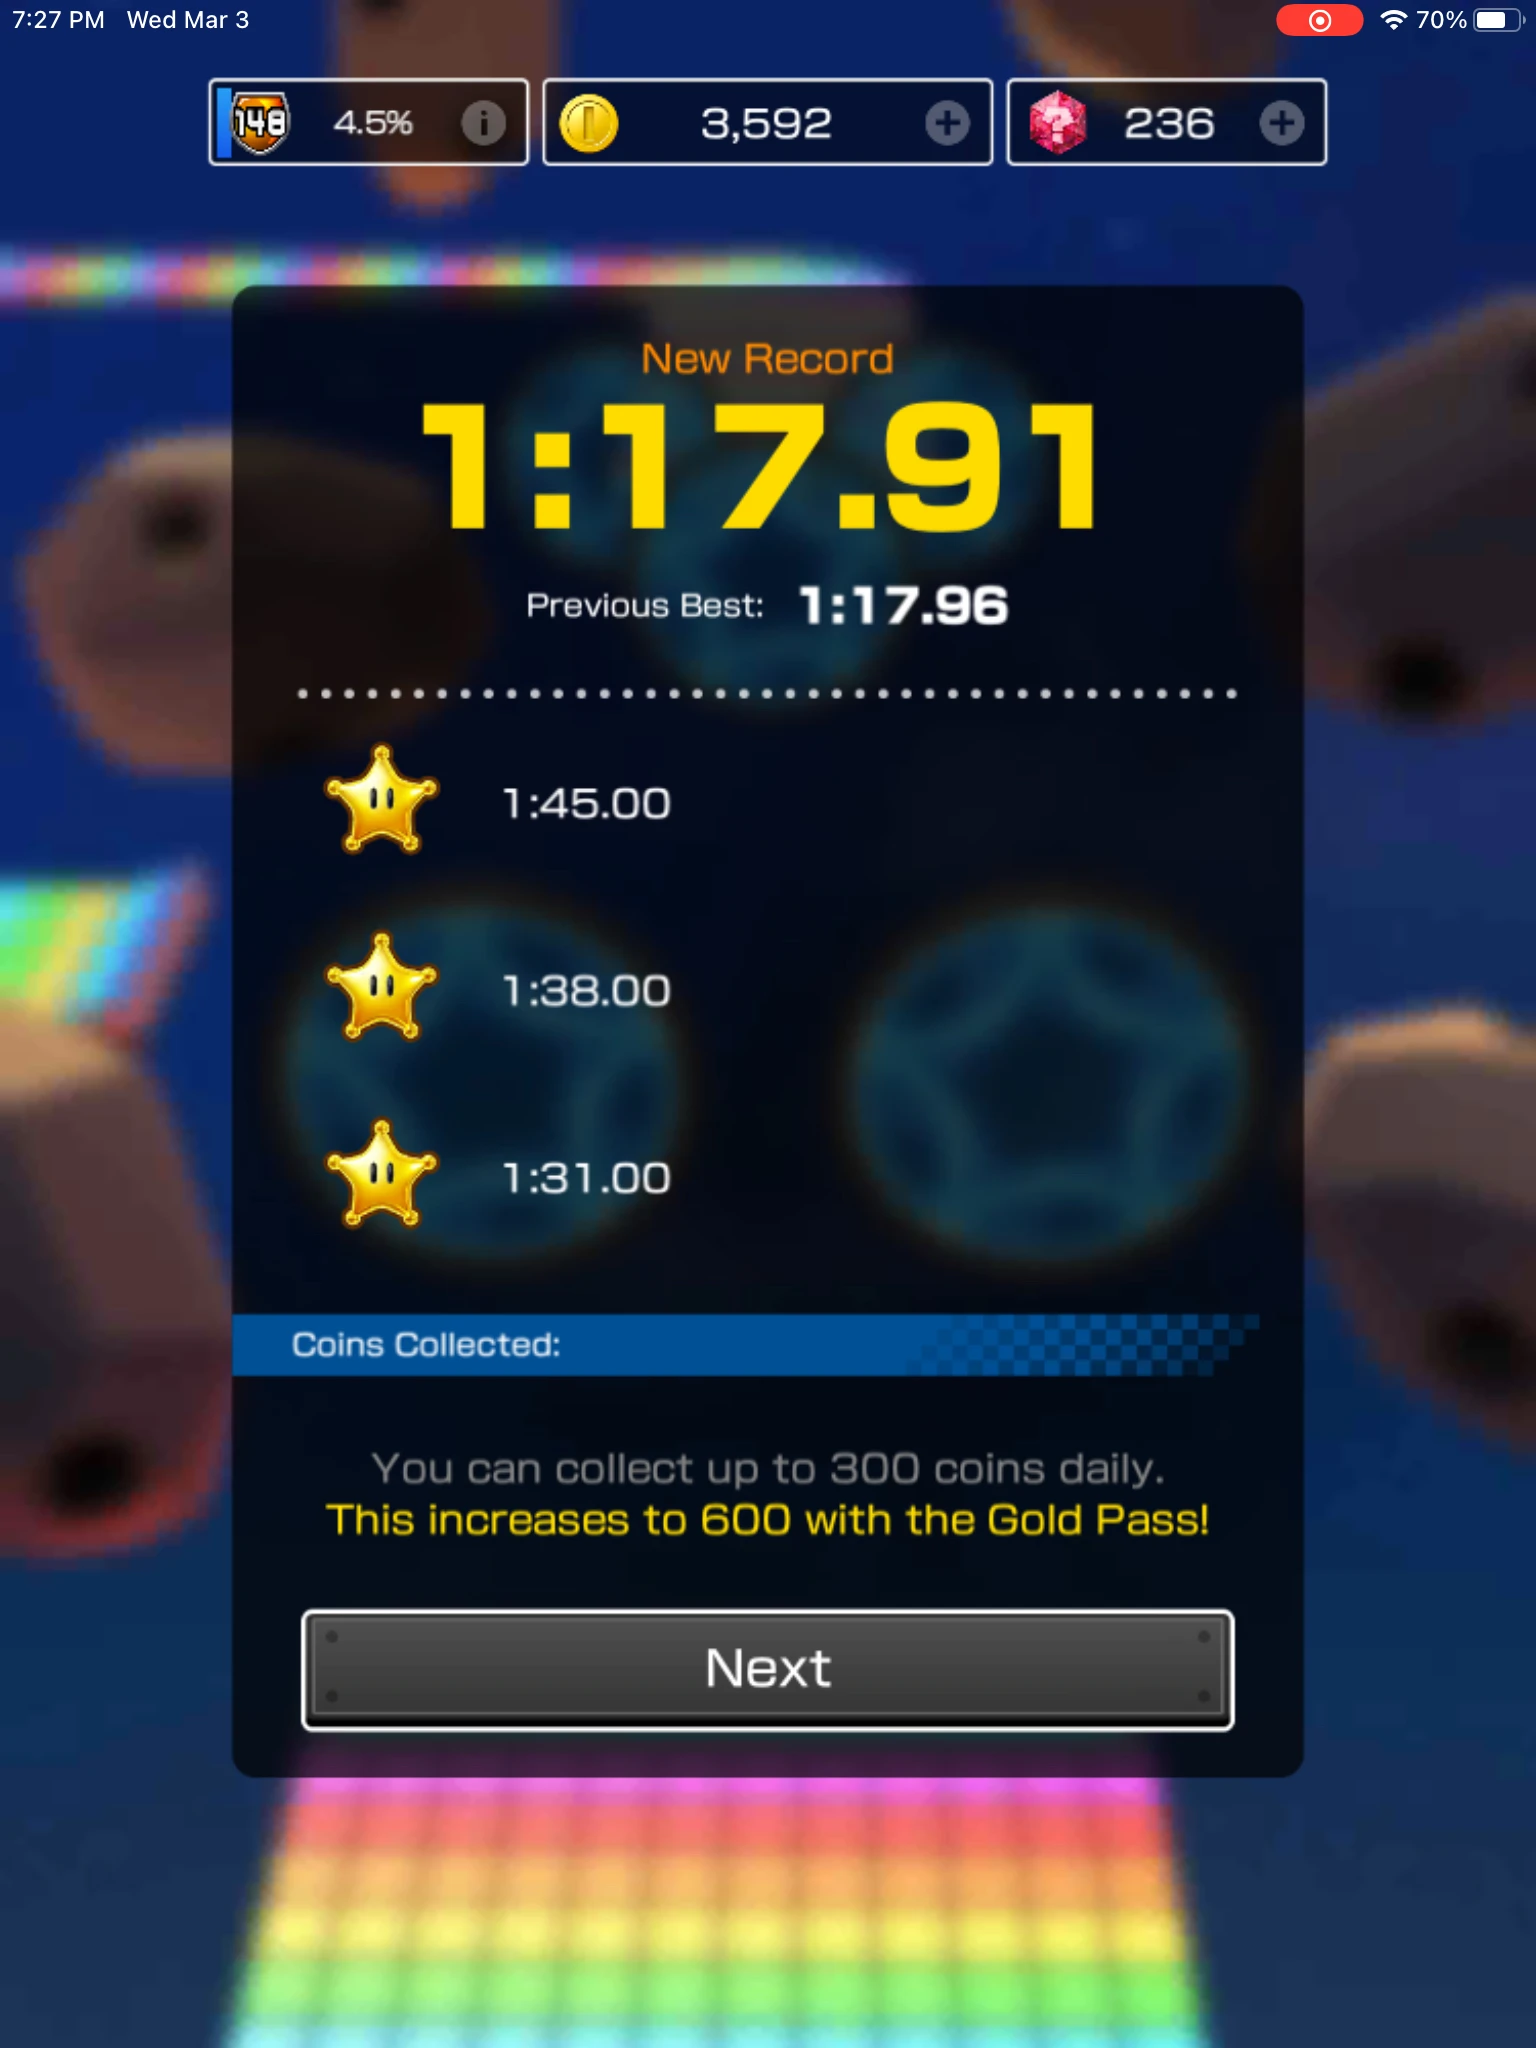 7:27 PM Wed Mar 3 70%
148 4.5% i 3,592 + ? 236 +
New Record
1:17.91
Previous Best: 1:17.96
1:45.00
1:38.00
1:31.00
Coins Collected:
You can collect up to 300 coins daily.
This increases to 600 with the Gold Pass!
Next